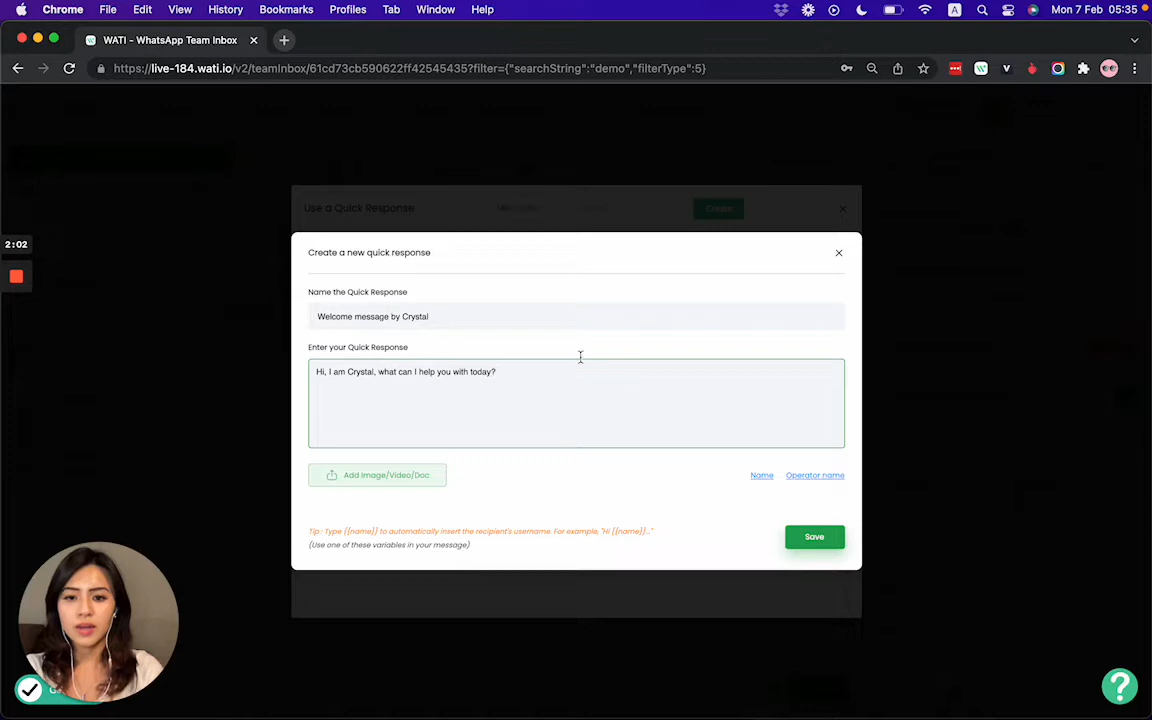 Chrome File Edit View History Bookmarks Profiles Tab Window Help A Mon 7 Feb 05:35
WATI - WhatsApp Team Inbox
https://live-184.wati.io/v2/teamInbox/61cd73cb590622ff42545435?filter={"searchString":"demo","filterType":5}
Use a Quick Response
Create
2:02
Create a new quick response
Name the Quick Response
Welcome message by Crystal
Enter your Quick Response
Hi, I am Crystal, what can I help you with today?
Add Image/Video/Doc
Name Operator name
Tip : Type {{name}} to automatically insert the recipient's username. For example, "Hi {{name}}..."
(Use one of these variables in your message)
Save
?